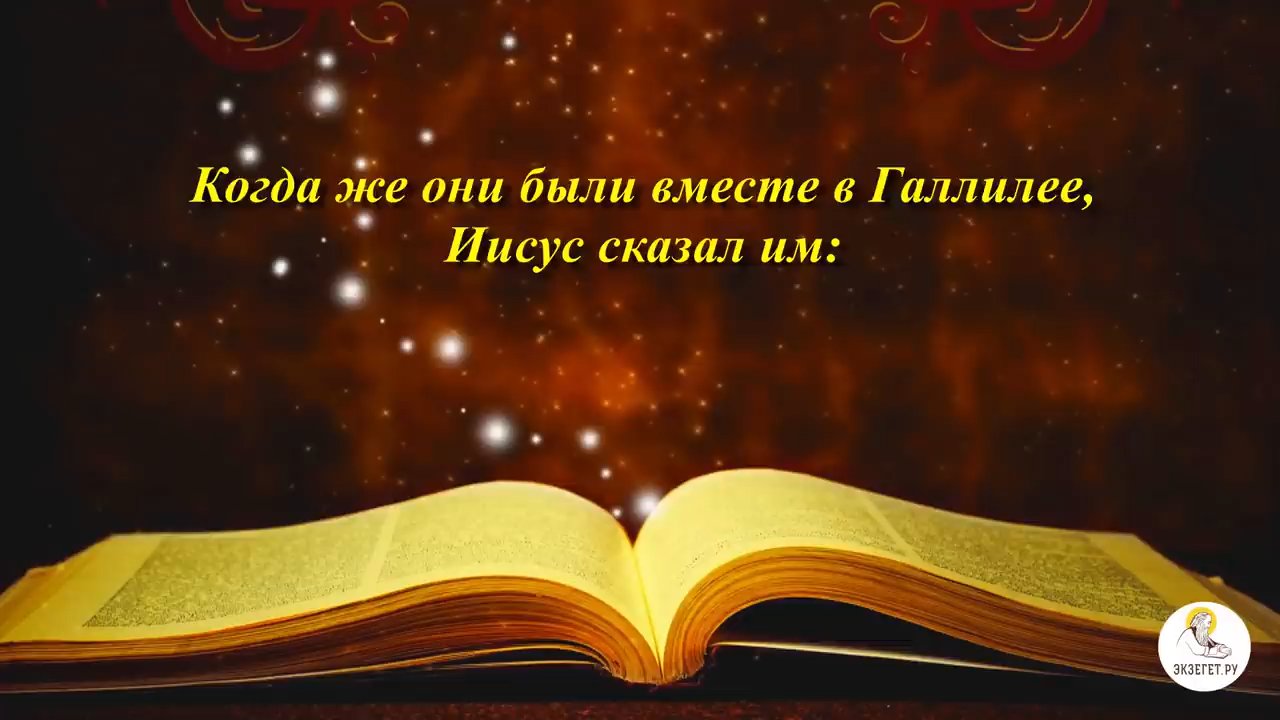 Когда же они были вместе в Галлилее,
Иисус сказал им:
ЭКЗЕГЕТ.РУ